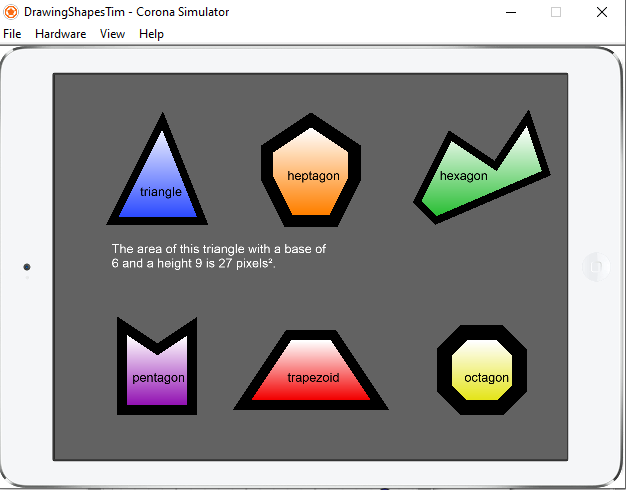 DrawingShapesTim - Corona Simulator
File Hardware View Help
triangle
heptagon
hexagon
The area of this triangle with a base of
6 and a height 9 is 27 pixels².
pentagon
trapezoid
octagon